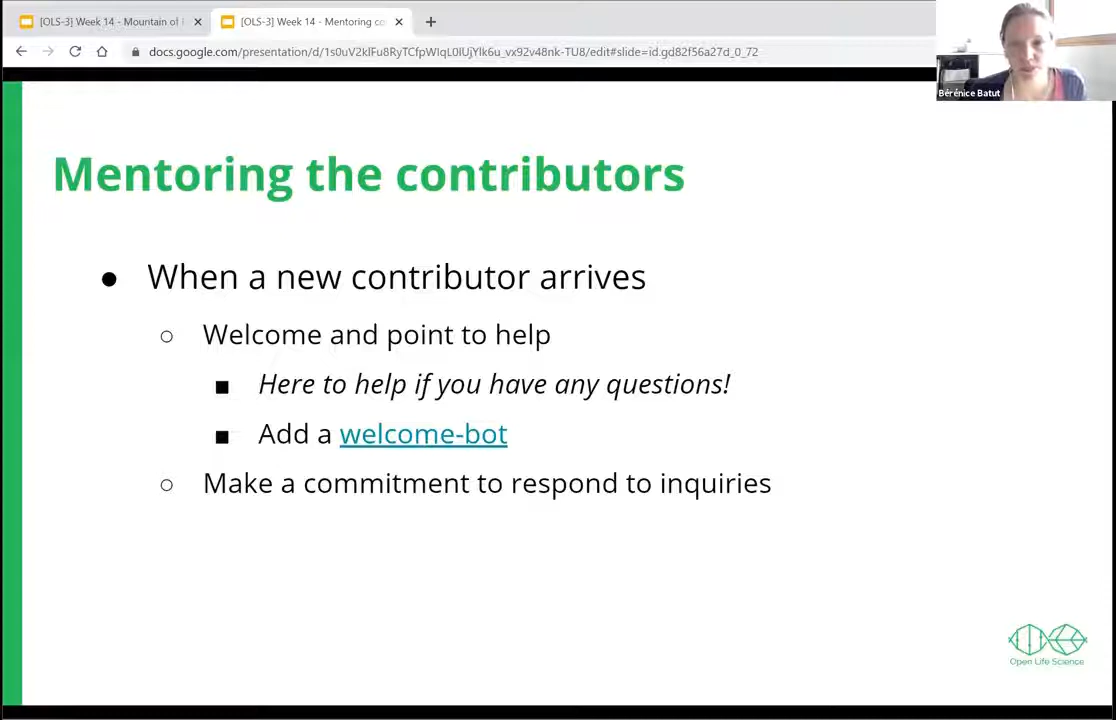 [OLS-3] Week 14 - Mountain of
[OLS-3] Week 14 - Mentoring co
docs.google.com/presentation/d/1s0uV2klFu8RyTCfpWIqL0lUjYlk6u_vx92v48nk-TU8/edit#slide=id.gd82f56a27d_0_72
Bérénice Batut
Mentoring the contributors
● When a new contributor arrives
○ Welcome and point to help
■ Here to help if you have any questions!
■ Add a welcome-bot
○ Make a commitment to respond to inquiries
Open Life Science